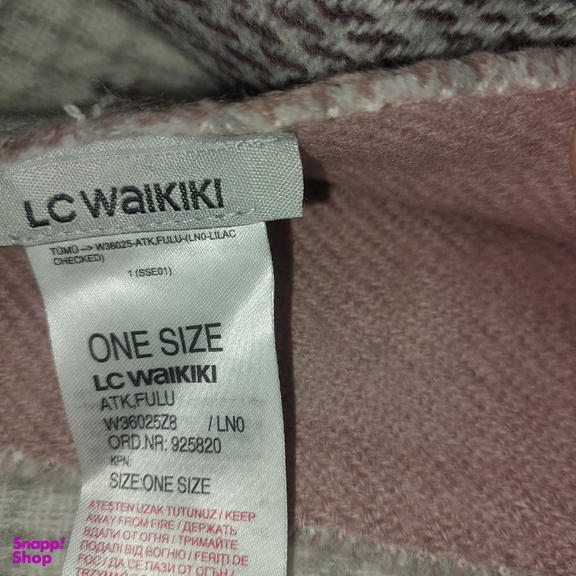 LC WAIKIKI
TÜMÜ --> W36025-ATK,FULU-(LN0-LILAC
CHECKED)
1 (SSE01)
ONE SIZE
LC WAIKIKI
ATK,FULU
W36025Z8 / LN0
ORD.NR: 925820
KPN:
SIZE:ONE SIZE
ATESTEN UZAK TUTUNUZ / KEEP
AWAY FROM FIRE / ДЕРЖАТЬ
ВДАЛИ ОТ ОГНЯ / ТРИМАЙТЕ
ПОДАЛІ ВІД ВОГНЮ / FERITI DE
FOC / ДА СЕ ПАЗИ ОТ ОГЪН /
Snapp!
Shop